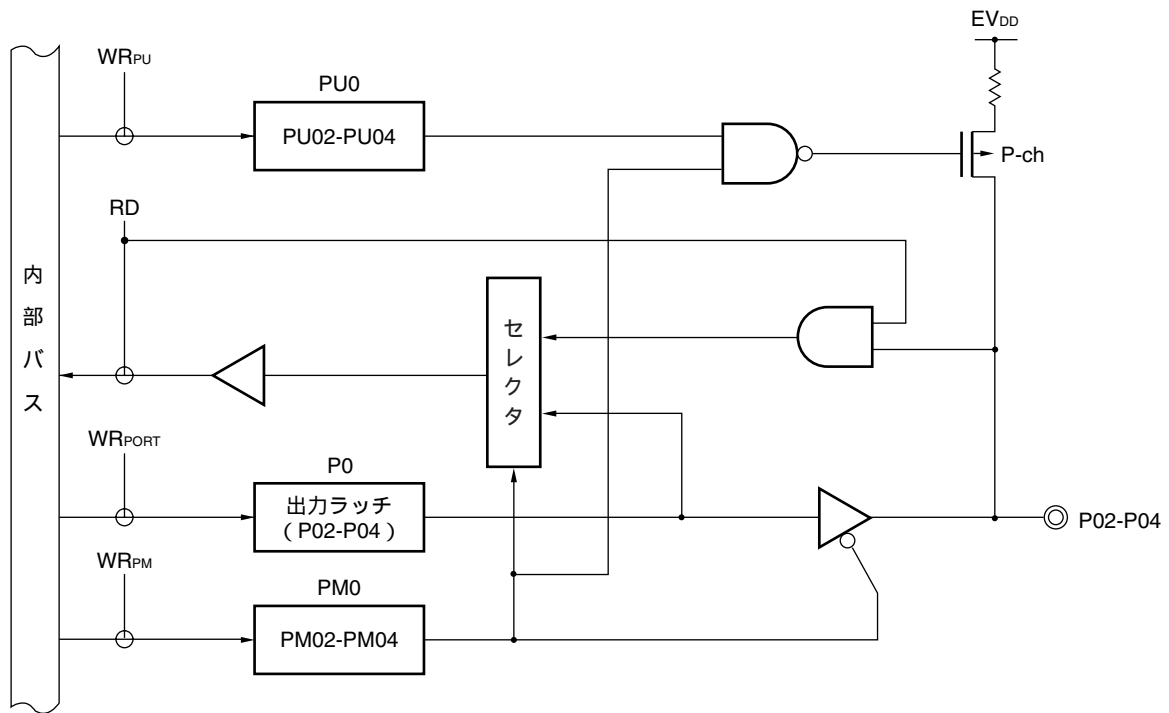 EVDD
WRPU
PU0
PU02-PU04
P-ch
RD
内部バス
セレクタ
WRPORT
P0
出力ラッチ
（P02-P04）
P02-P04
WRPM
PM0
PM02-PM04